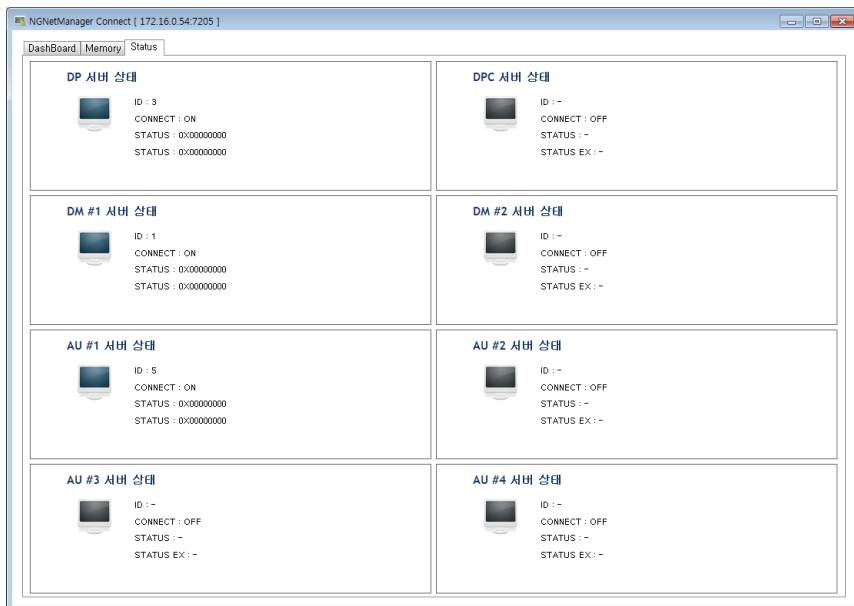 NGNetManager Connect [ 172.16.0.54:7205 ]
DashBoard Memory Status
DP 서버 상태
ID : 3
CONNECT : ON
STATUS : 0X00000000
STATUS : 0X00000000
DPC 서버 상태
ID : -
CONNECT : OFF
STATUS : -
STATUS EX : -
DM #1 서버 상태
ID : 1
CONNECT : ON
STATUS : 0X00000000
STATUS : 0X00000000
DM #2 서버 상태
ID : -
CONNECT : OFF
STATUS : -
STATUS EX : -
AU #1 서버 상태
ID : 5
CONNECT : ON
STATUS : 0X00000000
STATUS : 0X00000000
AU #2 서버 상태
ID : -
CONNECT : OFF
STATUS : -
STATUS EX : -
AU #3 서버 상태
ID : -
CONNECT : OFF
STATUS : -
STATUS EX : -
AU #4 서버 상태
ID : -
CONNECT : OFF
STATUS : -
STATUS EX : -